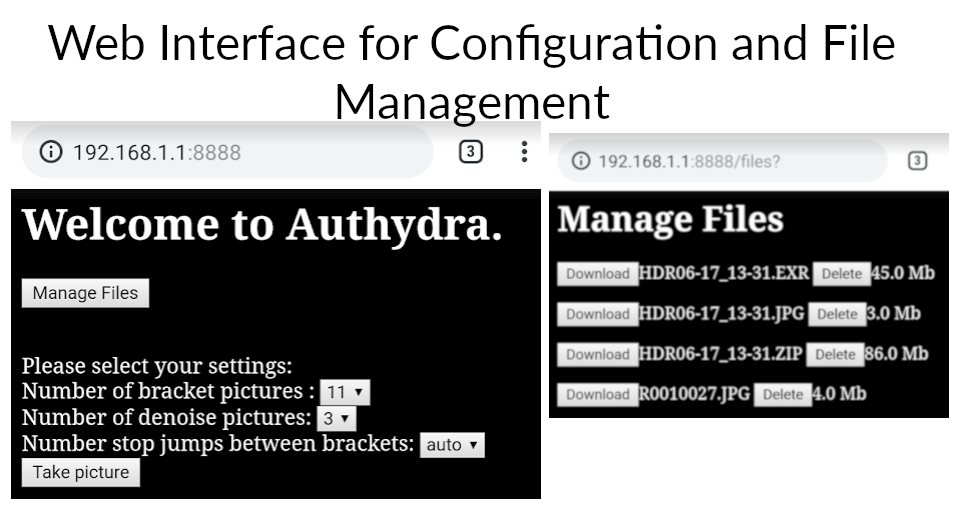 Web Interface for Configuration and File
Management
192.168.1.1:8888
3
Welcome to Authydra.
Manage Files
Please select your settings:
Number of bracket pictures : 11
Number of denoise pictures: 3
Number stop jumps between brackets: auto
Take picture
192.168.1.1:8888/files?
3
Manage Files
Download HDR06-17_13-31.EXR Delete 45.0 Mb
Download HDR06-17_13-31.JPG Delete 3.0 Mb
Download HDR06-17_13-31.ZIP Delete 86.0 Mb
Download R0010027.JPG Delete 4.0 Mb